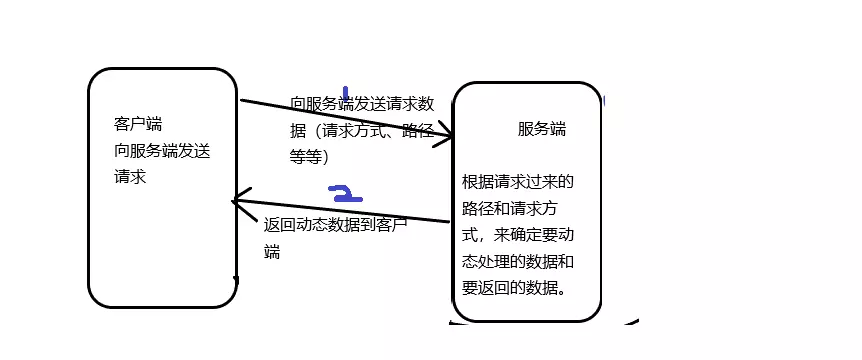 客户端
向服务端发送
请求
1
向服务端发送请求数
据（请求方式、路径
等等）
2
返回动态数据到客户
端
服务端
根据请求过来的
路径和请求方
式，来确定要动
态处理的数据和
要返回的数据。